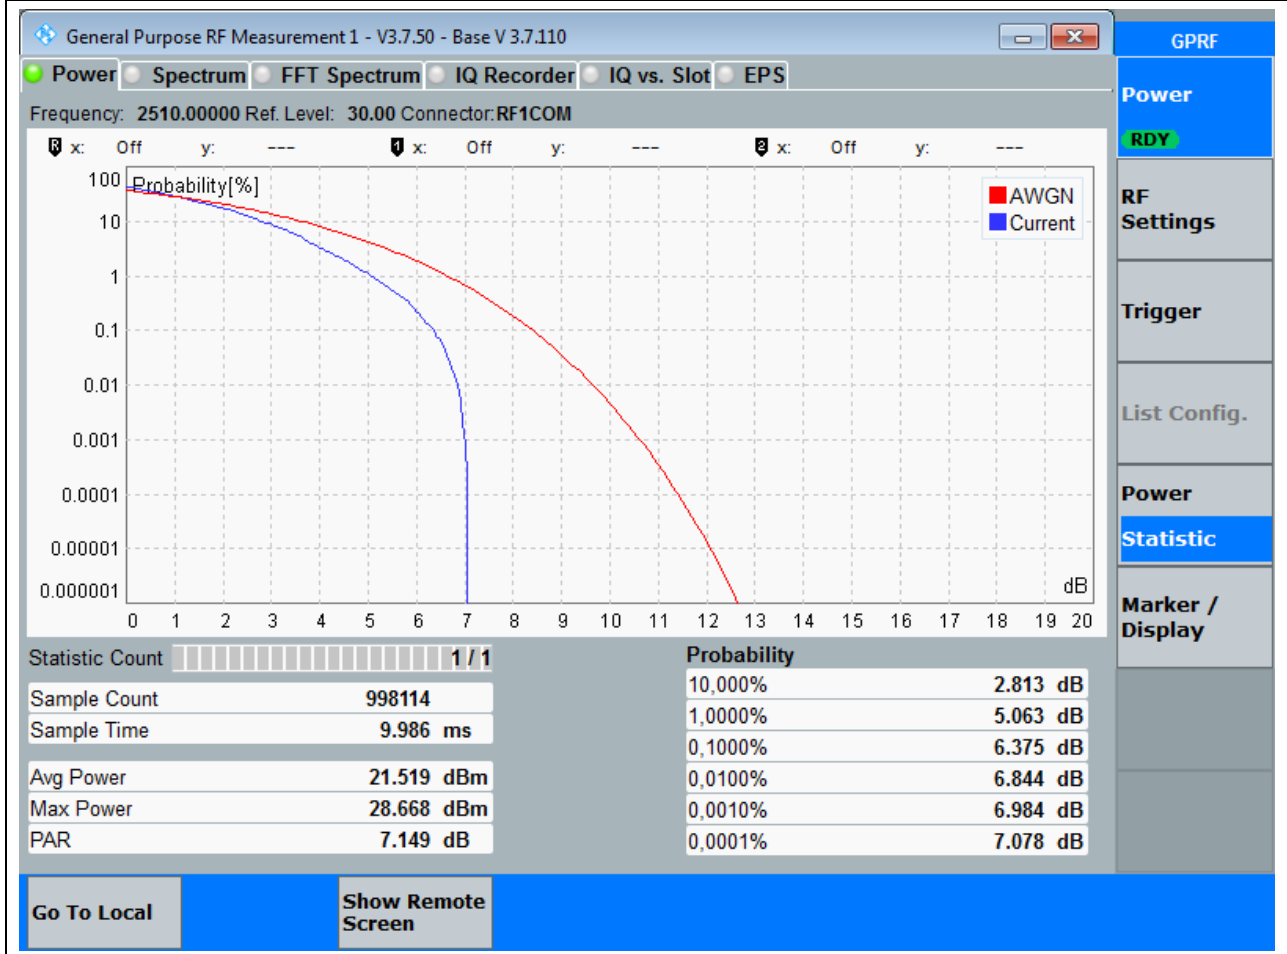 General Purpose RF Measurement 1 - V3.7.50 - Base V 3.7.110
GPRF
Power Spectrum FFT Spectrum IQ Recorder IQ vs. Slot EPS
Frequency: 2510.00000 Ref. Level: 30.00 Connector: RF1COM
R x: Off y: --- 1 x: Off y: --- 2 x: Off y: ---
Probability[%]
100
10
1
0.1
0.01
0.001
0.0001
0.00001
0.000001
AWGN
Current
dB
0 1 2 3 4 5 6 7 8 9 10 11 12 13 14 15 16 17 18 19 20
Statistic Count 1 / 1
Sample Count 998114
Sample Time 9.986 ms
Avg Power 21.519 dBm
Max Power 28.668 dBm
PAR 7.149 dB
Probability
10,000% 2.813 dB
1,0000% 5.063 dB
0,1000% 6.375 dB
0,0100% 6.844 dB
0,0010% 6.984 dB
0,0001% 7.078 dB
Power
RDY
RF
Settings
Trigger
List Config.
Power
Statistic
Marker /
Display
Go To Local
Show Remote
Screen